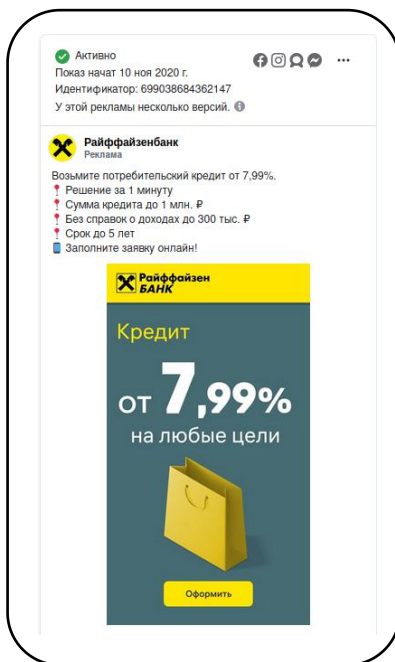 Активно
Показ начат 10 ноя 2020 г.
Идентификатор: 699038684362147
У этой рекламы несколько версий.
Райффайзенбанк
Реклама
Возьмите потребительский кредит от 7,99%.
Решение за 1 минуту
Сумма кредита до 1 млн. ₽
Без справок о доходах до 300 тыс. ₽
Срок до 5 лет
Заполните заявку онлайн!
Райффайзен
БАНК
Кредит
от 7,99%
на любые цели
Оформить